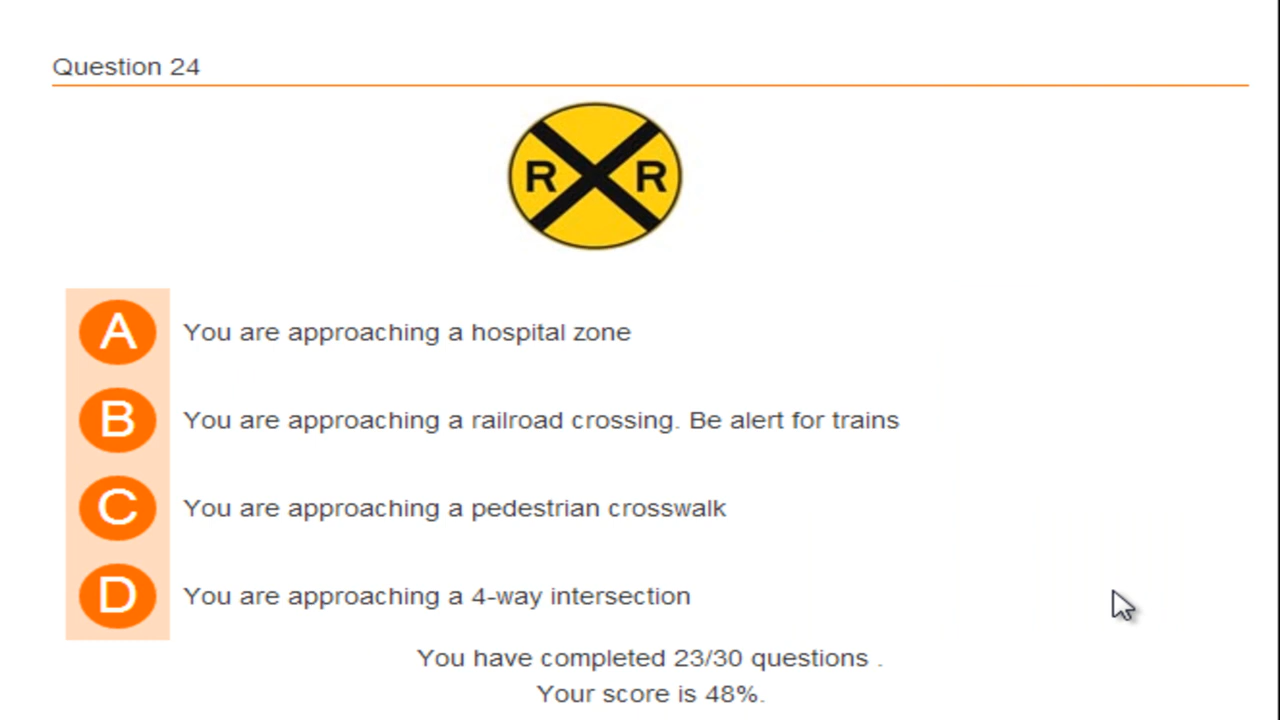 Question 24
R R
A You are approaching a hospital zone
B You are approaching a railroad crossing. Be alert for trains
C You are approaching a pedestrian crosswalk
D You are approaching a 4-way intersection
You have completed 23/30 questions .
Your score is 48%.